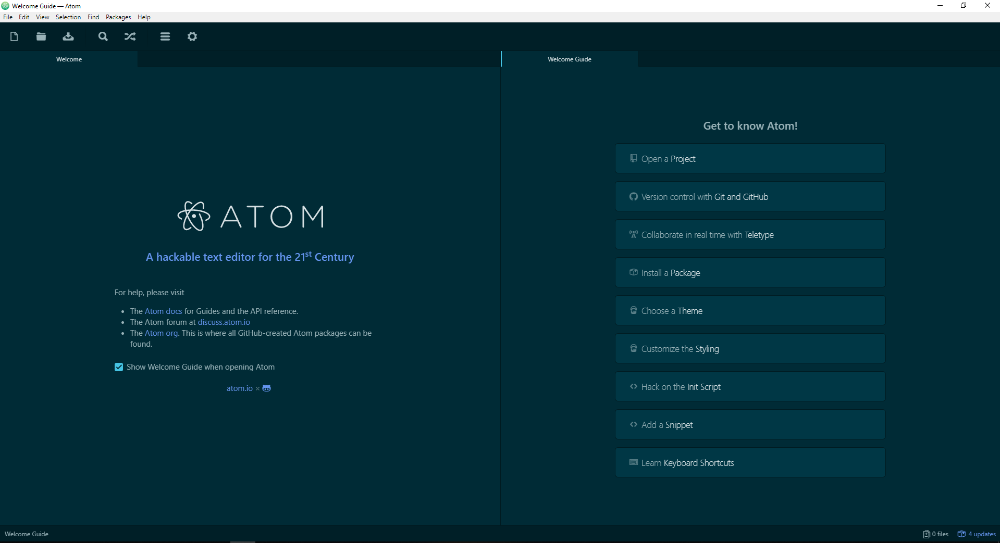 Welcome Guide — Atom
File Edit View Selection Find Packages Help
Welcome
Welcome Guide
ATOM
A hackable text editor for the 21st Century
For help, please visit
• The Atom docs for Guides and the API reference.
• The Atom forum at discuss.atom.io
• The Atom org. This is where all GitHub-created Atom packages can be
found.
Show Welcome Guide when opening Atom
atom.io ×
Get to know Atom!
Open a Project
Version control with Git and GitHub
Collaborate in real time with Teletype
Install a Package
Choose a Theme
Customize the Styling
Hack on the Init Script
Add a Snippet
Learn Keyboard Shortcuts
Welcome Guide
0 files
4 updates